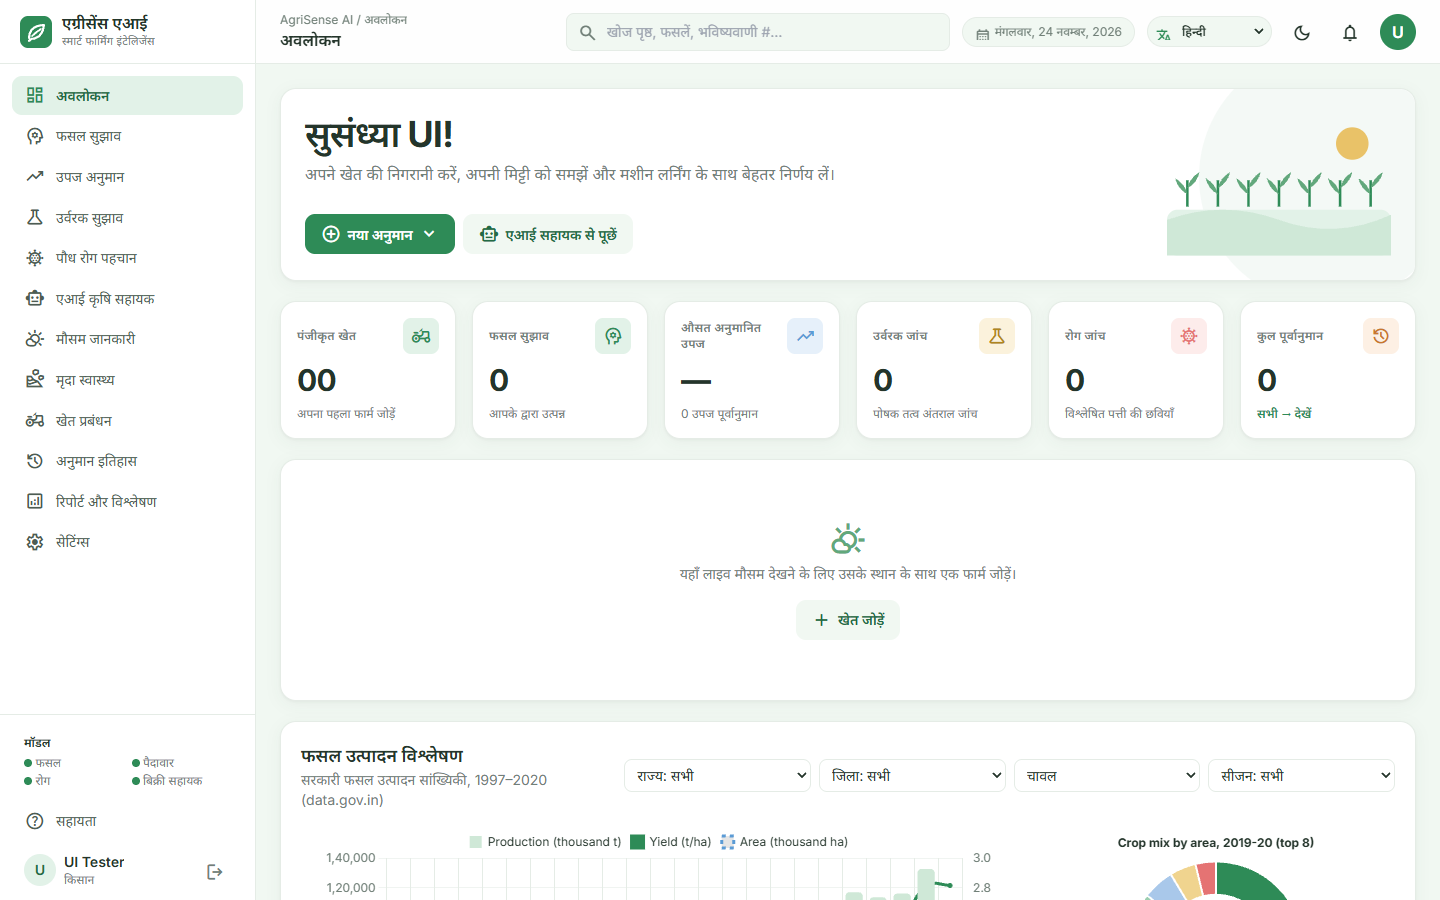 एग्रीसेंस एआई
स्मार्ट फार्मिंग इंटेलिजेंस
AgriSense AI / अवलोकन
अवलोकन
खोज पृष्ठ, फसलें, भविष्यवाणी #...
मंगलवार, 24 नवम्बर, 2026
हिन्दी
U
अवलोकन
फसल सुझाव
उपज अनुमान
उर्वरक सुझाव
पौध रोग पहचान
एआई कृषि सहायक
मौसम जानकारी
मृदा स्वास्थ्य
खेत प्रबंधन
अनुमान इतिहास
रिपोर्ट और विश्लेषण
सेटिंग्स
मॉडल
फसल
पैदावार
रोग
बिक्री सहायक
सहायता
U
UI Tester
किसान
सुसंध्या UI!
अपने खेत की निगरानी करें, अपनी मिट्टी को समझें और मशीन लर्निंग के साथ बेहतर निर्णय लें।
नया अनुमान
एआई सहायक से पूछें
पंजीकृत खेत
00
अपना पहला फार्म जोड़ें
फसल सुझाव
0
आपके द्वारा उत्पन्न
औसत अनुमानित
उपज
—
0 उपज पूर्वानुमान
उर्वरक जांच
0
पोषक तत्व अंतराल जांच
रोग जांच
0
विश्लेषित पत्ती की छवियाँ
कुल पूर्वानुमान
0
सभी → देखें
यहाँ लाइव मौसम देखने के लिए उसके स्थान के साथ एक फार्म जोड़ें।
खेत जोड़ें
फसल उत्पादन विश्लेषण
सरकारी फसल उत्पादन सांख्यिकी, 1997–2020
(data.gov.in)
राज्य: सभी
जिला: सभी
चावल
सीजन: सभी
Production (thousand t)
Yield (t/ha)
Area (thousand ha)
1,40,000
3.0
1,20,000
2.8
Crop mix by area, 2019-20 (top 8)